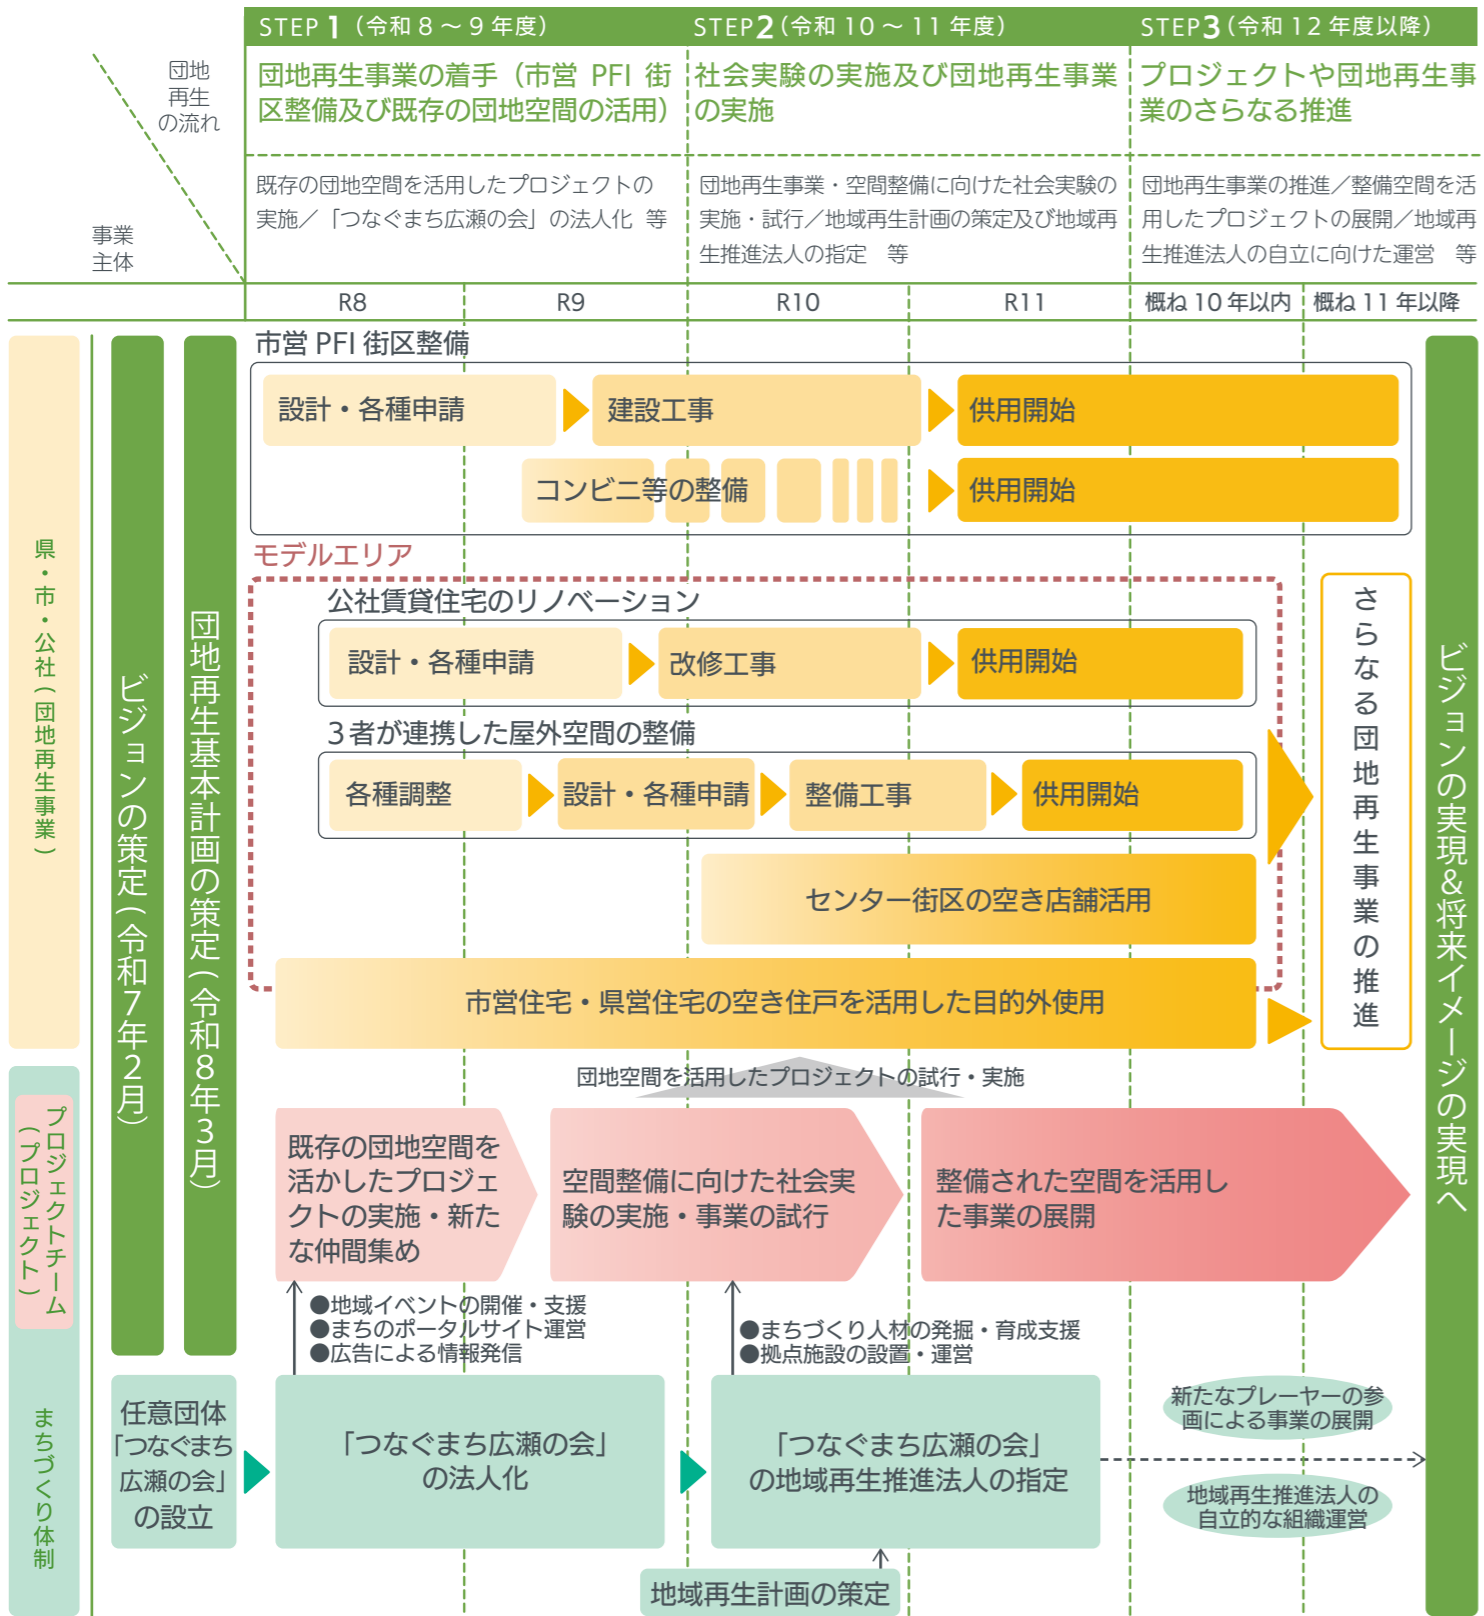 STEP 1（令和 8 ～ 9 年度）
STEP 2（令和 10 ～ 11 年度）
STEP 3（令和 12 年度以降）
団地
再生
の流れ
事業
主体
団地再生事業の着手（市営 PFI 街
区整備及び既存の団地空間の活用）
社会実験の実施及び団地再生事業
の実施
プロジェクトや団地再生事
業のさらなる推進
既存の団地空間を活用したプロジェクトの
実施／「つなぐまち広瀬の会」の法人化 等
団地再生事業・空間整備に向けた社会実験の
実施・試行／地域再生計画の策定及び地域再
生推進法人の指定　等
団地再生事業の推進／整備空間を活
用したプロジェクトの展開／地域再
生推進法人の自立に向けた運営　等
R8
R9
R10
R11
概ね 10 年以内
概ね 11 年以降
県・市・公社（団地再生事業）
プロジェクトチーム
（プロジェクト）
まちづくり体制
ビジョンの策定（令和7年2月）
団地再生基本計画の策定（令和8年3月）
市営 PFI 街区整備
設計・各種申請
建設工事
供用開始
コンビニ等の整備
供用開始
モデルエリア
公社賃貸住宅のリノベーション
設計・各種申請
改修工事
供用開始
3者が連携した屋外空間の整備
各種調整
設計・各種申請
整備工事
供用開始
センター街区の空き店舗活用
市営住宅・県営住宅の空き住戸を活用した目的外使用
さらなる団地再生事業の推進
ビジョンの実現＆将来イメージの実現へ
団地空間を活用したプロジェクトの試行・実施
既存の団地空間を
活かしたプロジェ
クトの実施・新た
な仲間集め
空間整備に向けた社会実
験の実施・事業の試行
整備された空間を活用し
た事業の展開
●地域イベントの開催・支援
●まちのポータルサイト運営
●広告による情報発信
●まちづくり人材の発掘・育成支援
●拠点施設の設置・運営
任意団体
「つなぐまち
広瀬の会」
の設立
「つなぐまち広瀬の会」
の法人化
「つなぐまち広瀬の会」
の地域再生推進法人の指定
新たなプレーヤーの参
画による事業の展開
地域再生推進法人の
自立的な組織運営
地域再生計画の策定